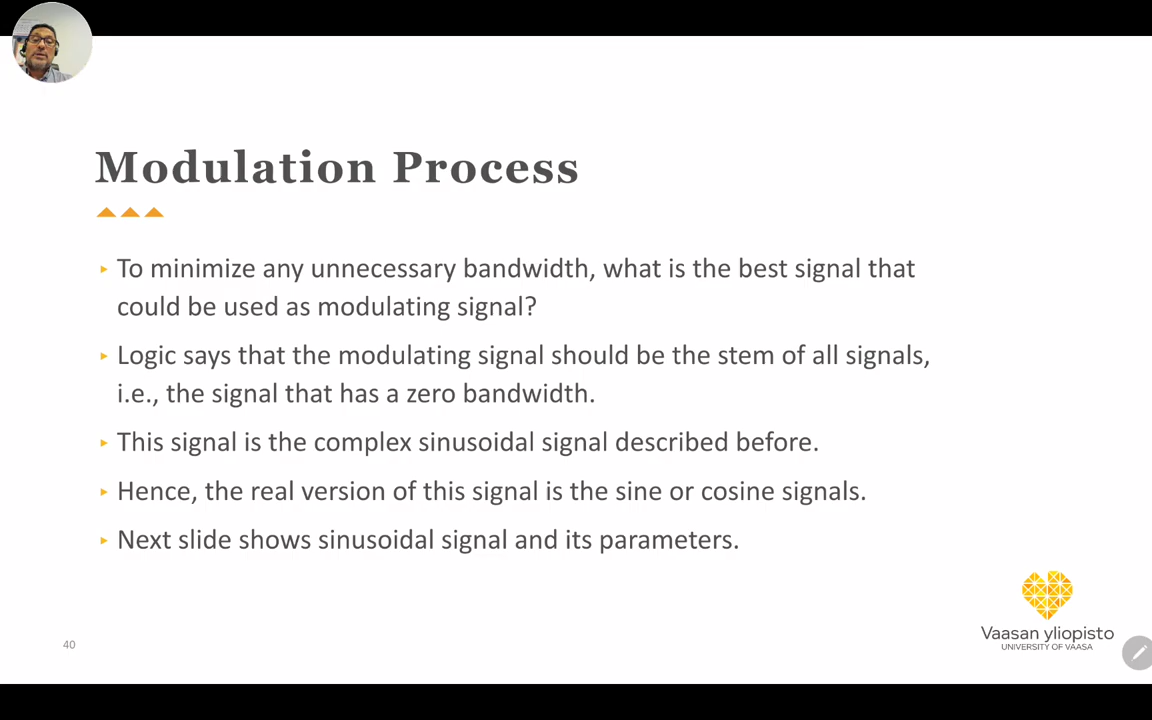 Modulation Process
To minimize any unnecessary bandwidth, what is the best signal that
could be used as modulating signal?
Logic says that the modulating signal should be the stem of all signals,
i.e., the signal that has a zero bandwidth.
This signal is the complex sinusoidal signal described before.
Hence, the real version of this signal is the sine or cosine signals.
Next slide shows sinusoidal signal and its parameters.
Vaasan yliopisto
UNIVERSITY OF VAASA
40